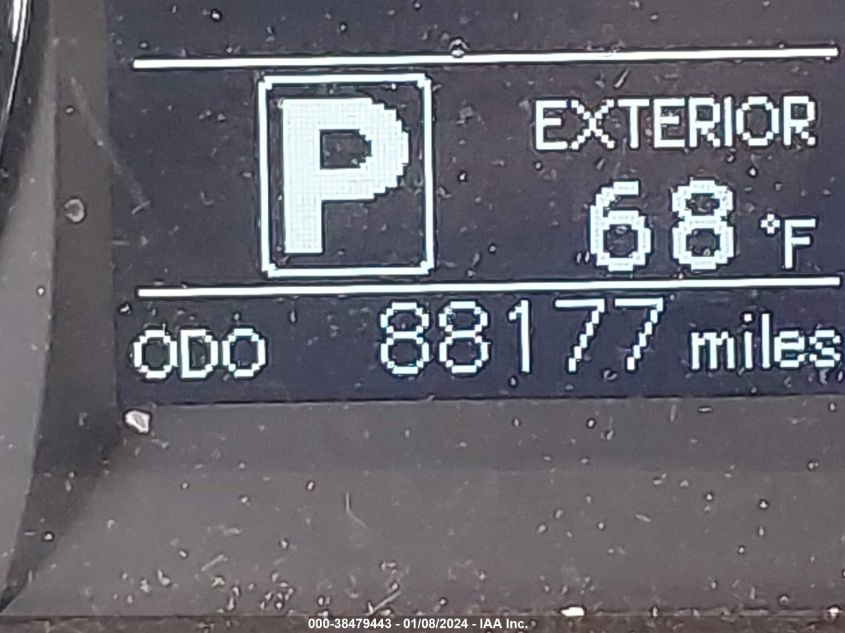 P
EXTERIOR
68 °F
ODO 88177 miles
000-38479443 - 01/08/2024 - IAA Inc.